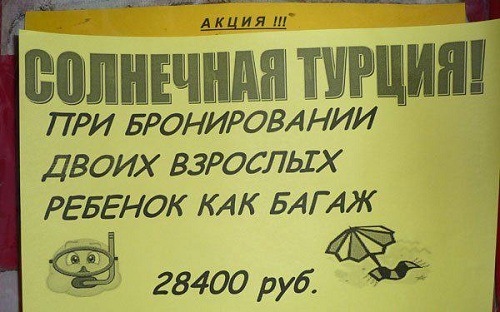 АКЦИЯ !!!
СОЛНЕЧНАЯ ТУРЦИЯ!
ПРИ БРОНИРОВАНИИ
ДВОИХ ВЗРОСЛЫХ
РЕБЕНОК КАК БАГАЖ
28400 руб.